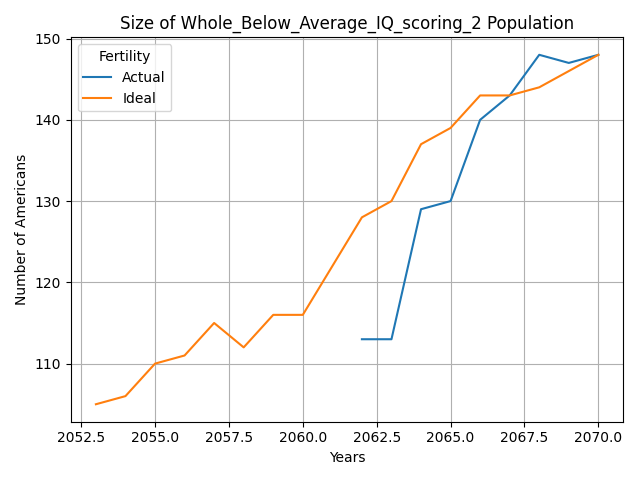 Size of Whole_Below_Average_IQ_scoring_2 Population
Fertility
Actual
Ideal
Number of Americans
150
140
130
120
110
2052.5 2055.0 2057.5 2060.0 2062.5 2065.0 2067.5 2070.0
Years